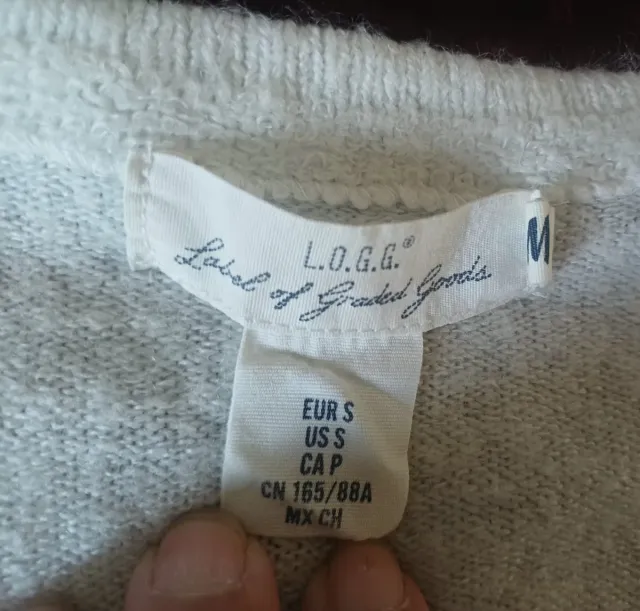 L.O.G.G.®
Label of Graded Goods
M
EUR S
US S
CA P
CN 165/88A
MX CH